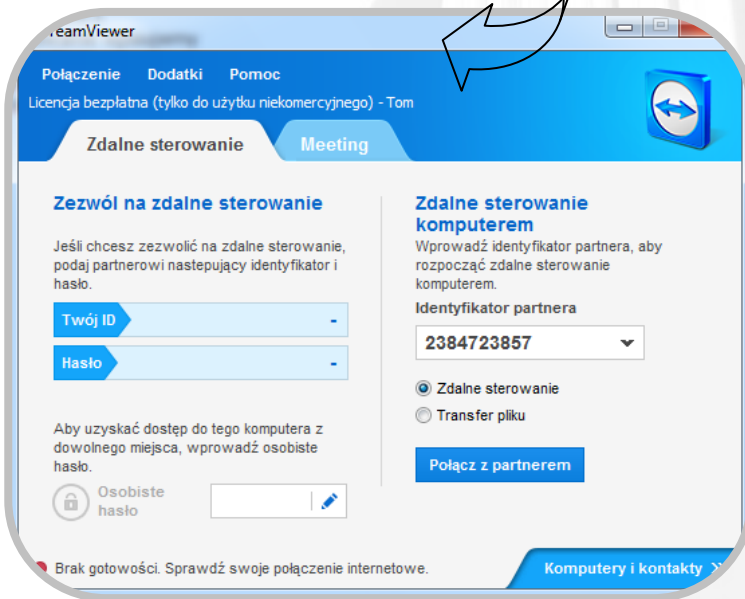 TeamViewer
Połączenie Dodatki Pomoc
Licencja bezpłatna (tylko do użytku niekomercyjnego) - Tom
Zdalne sterowanie Meeting
Zezwól na zdalne sterowanie
Jeśli chcesz zezwolić na zdalne sterowanie,
podaj partnerowi nastepujący identyfikator i
hasło.
Twój ID -
Hasło -
Aby uzyskać dostęp do tego komputera z
dowolnego miejsca, wprowadź osobiste
hasło.
Osobiste
hasło
Zdalne sterowanie
komputerem
Wprowadź identyfikator partnera, aby
rozpocząć zdalne sterowanie
komputerem.
Identyfikator partnera
2384723857
Zdalne sterowanie
Transfer pliku
Połącz z partnerem
Brak gotowości. Sprawdź swoje połączenie internetowe.
Komputery i kontakty